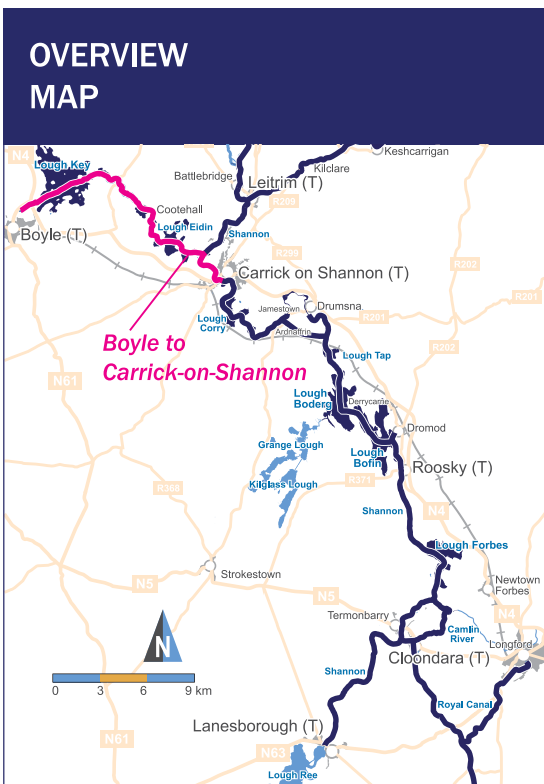 OVERVIEW
MAP
N4
Lough Key
Keshcarrigan
Kilclare
Battlebridge
Leitrim (T)
R209
Cootehall
Lough Eidin
Shannon
Boyle (T)
R299
R202
Carrick on Shannon (T)
R201
Jamestown
Drumsna
R201
Lough
Corry
Ardnaffrin
Boyle to
Carrick-on-Shannon
R202
Lough Tap
N61
Lough
Boderg
Derrycarne
Dromod
Grange Lough
Lough
Bofin
Roosky (T)
Kilglass Lough
R371
R368
Shannon
N4
Lough Forbes
Strokestown
N5
N5
Newtown
Forbes
Termonbarry
N4
Camlin
River
Longford
N
Cloondara (T)
Shannon
0 3 6 9 km
Royal Canal
Lanesborough (T)
N61
N63
Lough Ree